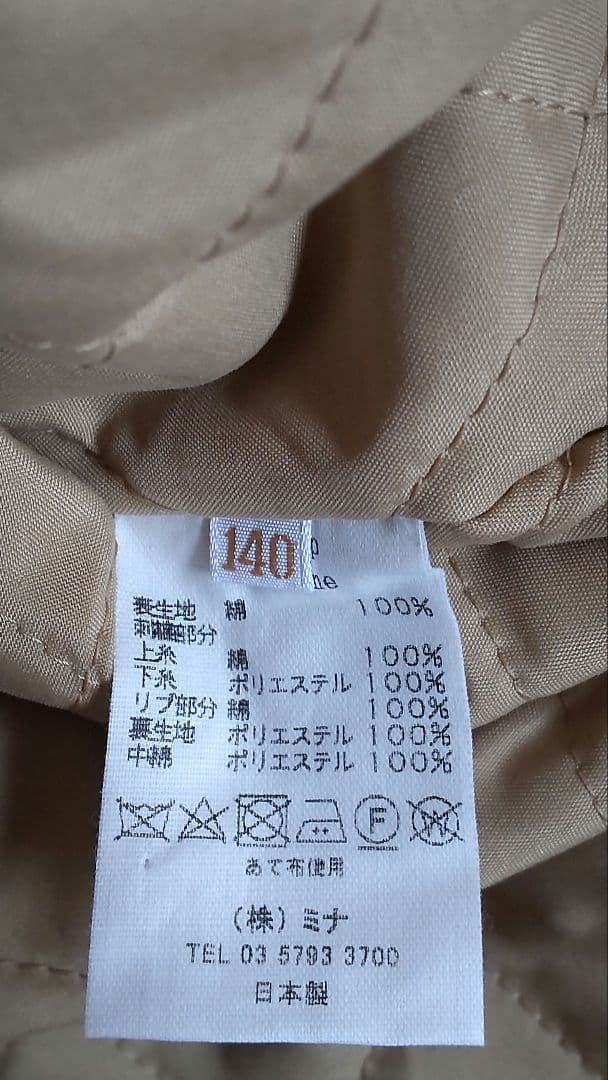 140
p
ne
表生地 綿 100%
刺繍部分
上糸 綿 100%
下糸 ポリエステル 100%
リブ部分 綿 100%
裏生地 ポリエステル 100%
中綿 ポリエステル 100%
F W
あて布使用
(株)ミナ
TEL 03 5793 3700
日本製